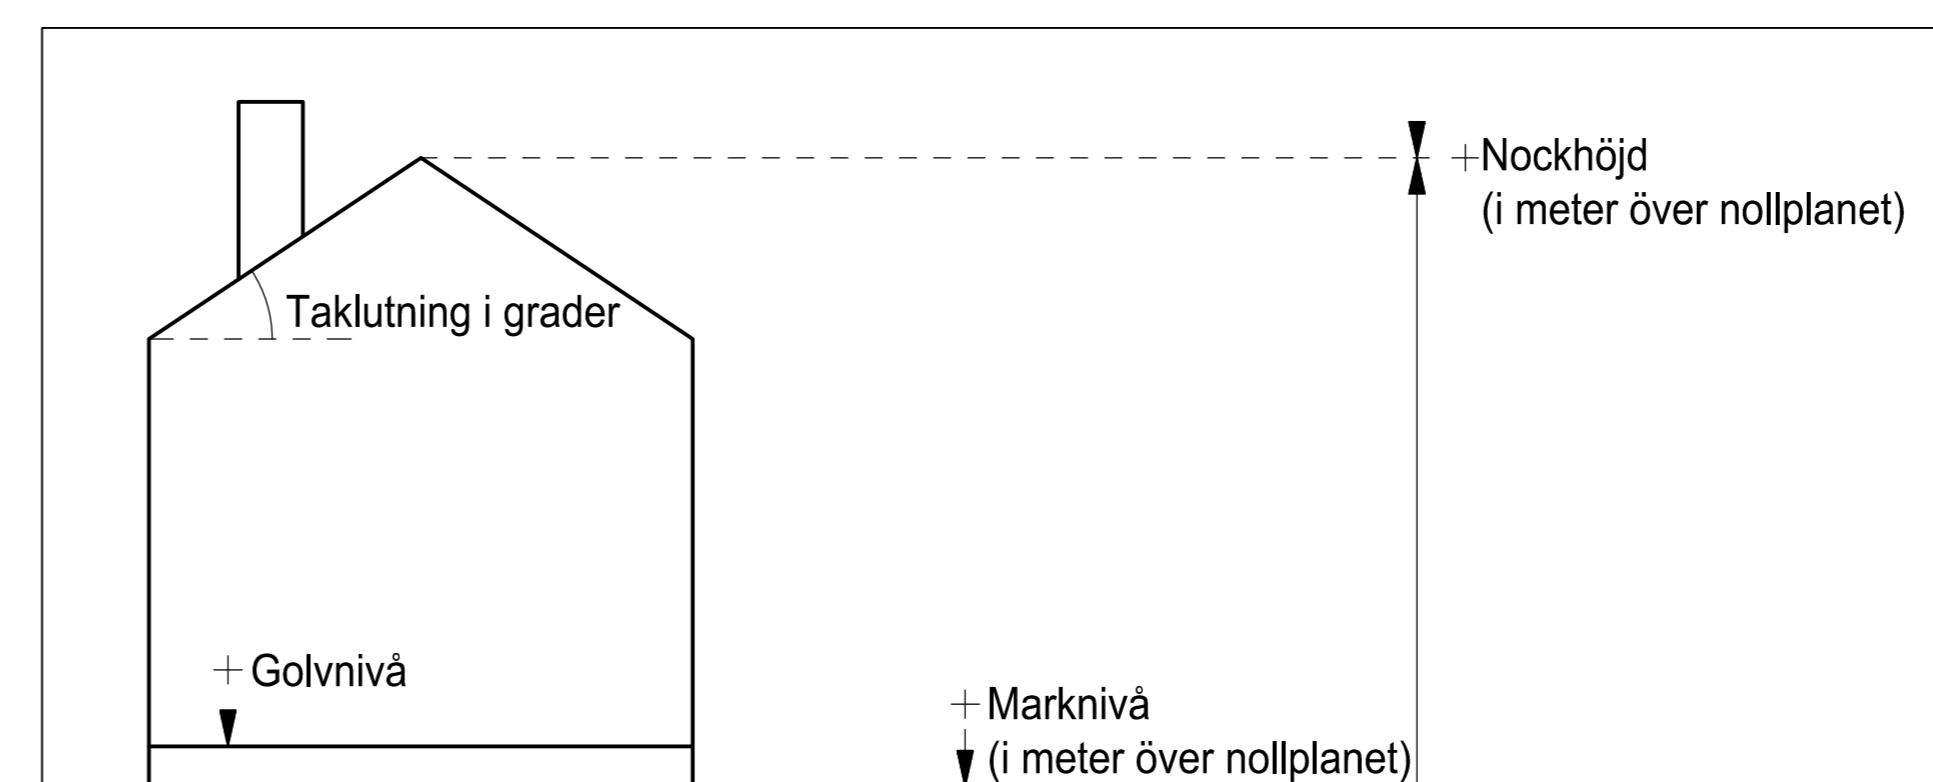 +Nockhöjd
(i meter över nollplanet)
Taklutning i grader
+ Golvnivå
+ Marknivå
(i meter över nollplanet)